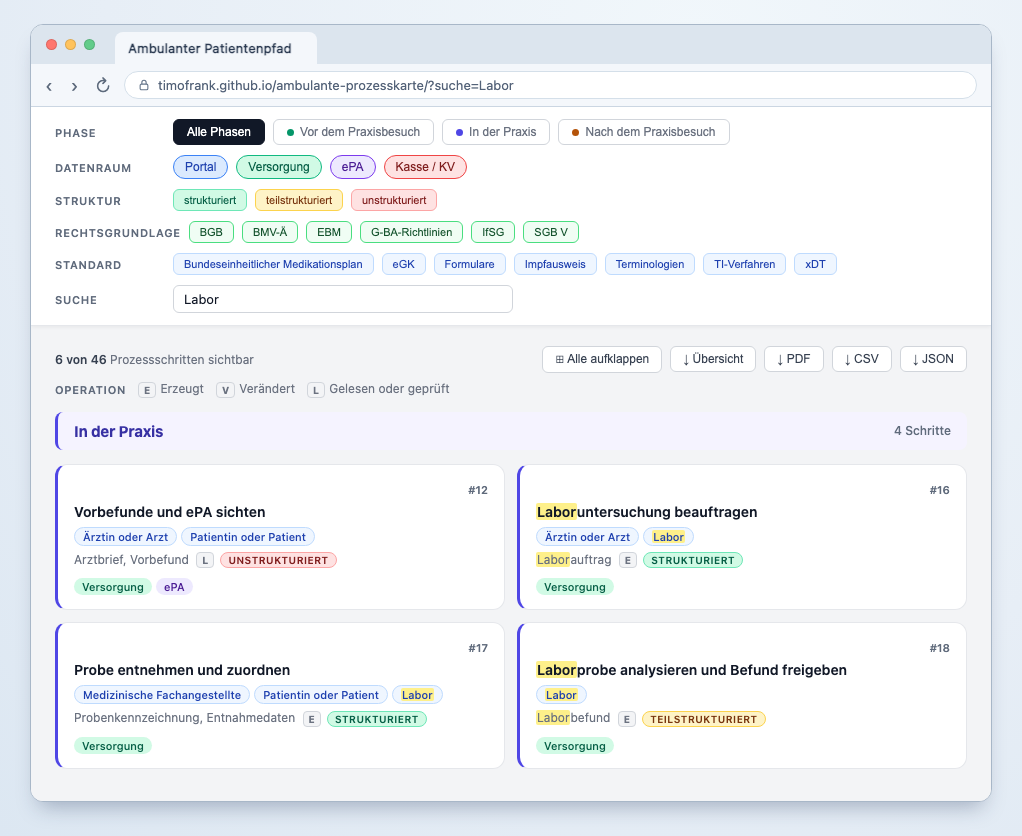 Ambulanter Patientenpfad
timofrank.github.io/ambulante-prozesskarte/?suche=Labor
PHASE Alle Phasen Vor dem Praxisbesuch In der Praxis Nach dem Praxisbesuch
DATENRAUM Portal Versorgung ePA Kasse / KV
STRUKTUR strukturiert teilstrukturiert unstrukturiert
RECHTSGRUNDLAGE BGB BMV-Ä EBM G-BA-Richtlinien IfSG SGB V
STANDARD Bundeseinheitlicher Medikationsplan eGK Formulare Impfausweis Terminologien TI-Verfahren xDT
SUCHE Labor
6 von 46 Prozessschritten sichtbar ⊞ Alle aufklappen ↓ Übersicht ↓ PDF ↓ CSV ↓ JSON
OPERATION E Erzeugt V Verändert L Gelesen oder geprüft
In der Praxis 4 Schritte
#12
Vorbefunde und ePA sichten
Ärztin oder Arzt Patientin oder Patient
Arztbrief, Vorbefund L UNSTRUKTURIERT
Versorgung ePA
#16
Laboruntersuchung beauftragen
Ärztin oder Arzt Labor
Laborauftrag E STRUKTURIERT
Versorgung
#17
Probe entnehmen und zuordnen
Medizinische Fachangestellte Patientin oder Patient Labor
Probenkennzeichnung, Entnahmedaten E STRUKTURIERT
Versorgung
#18
Laborprobe analysieren und Befund freigeben
Labor
Laborbefund E TEILSTRUKTURIERT
Versorgung